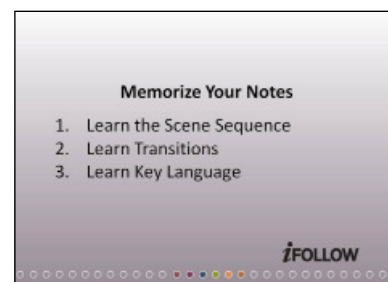 Memorize Your Notes
1. Learn the Scene Sequence
2. Learn Transitions
3. Learn Key Language
iFOLLOW